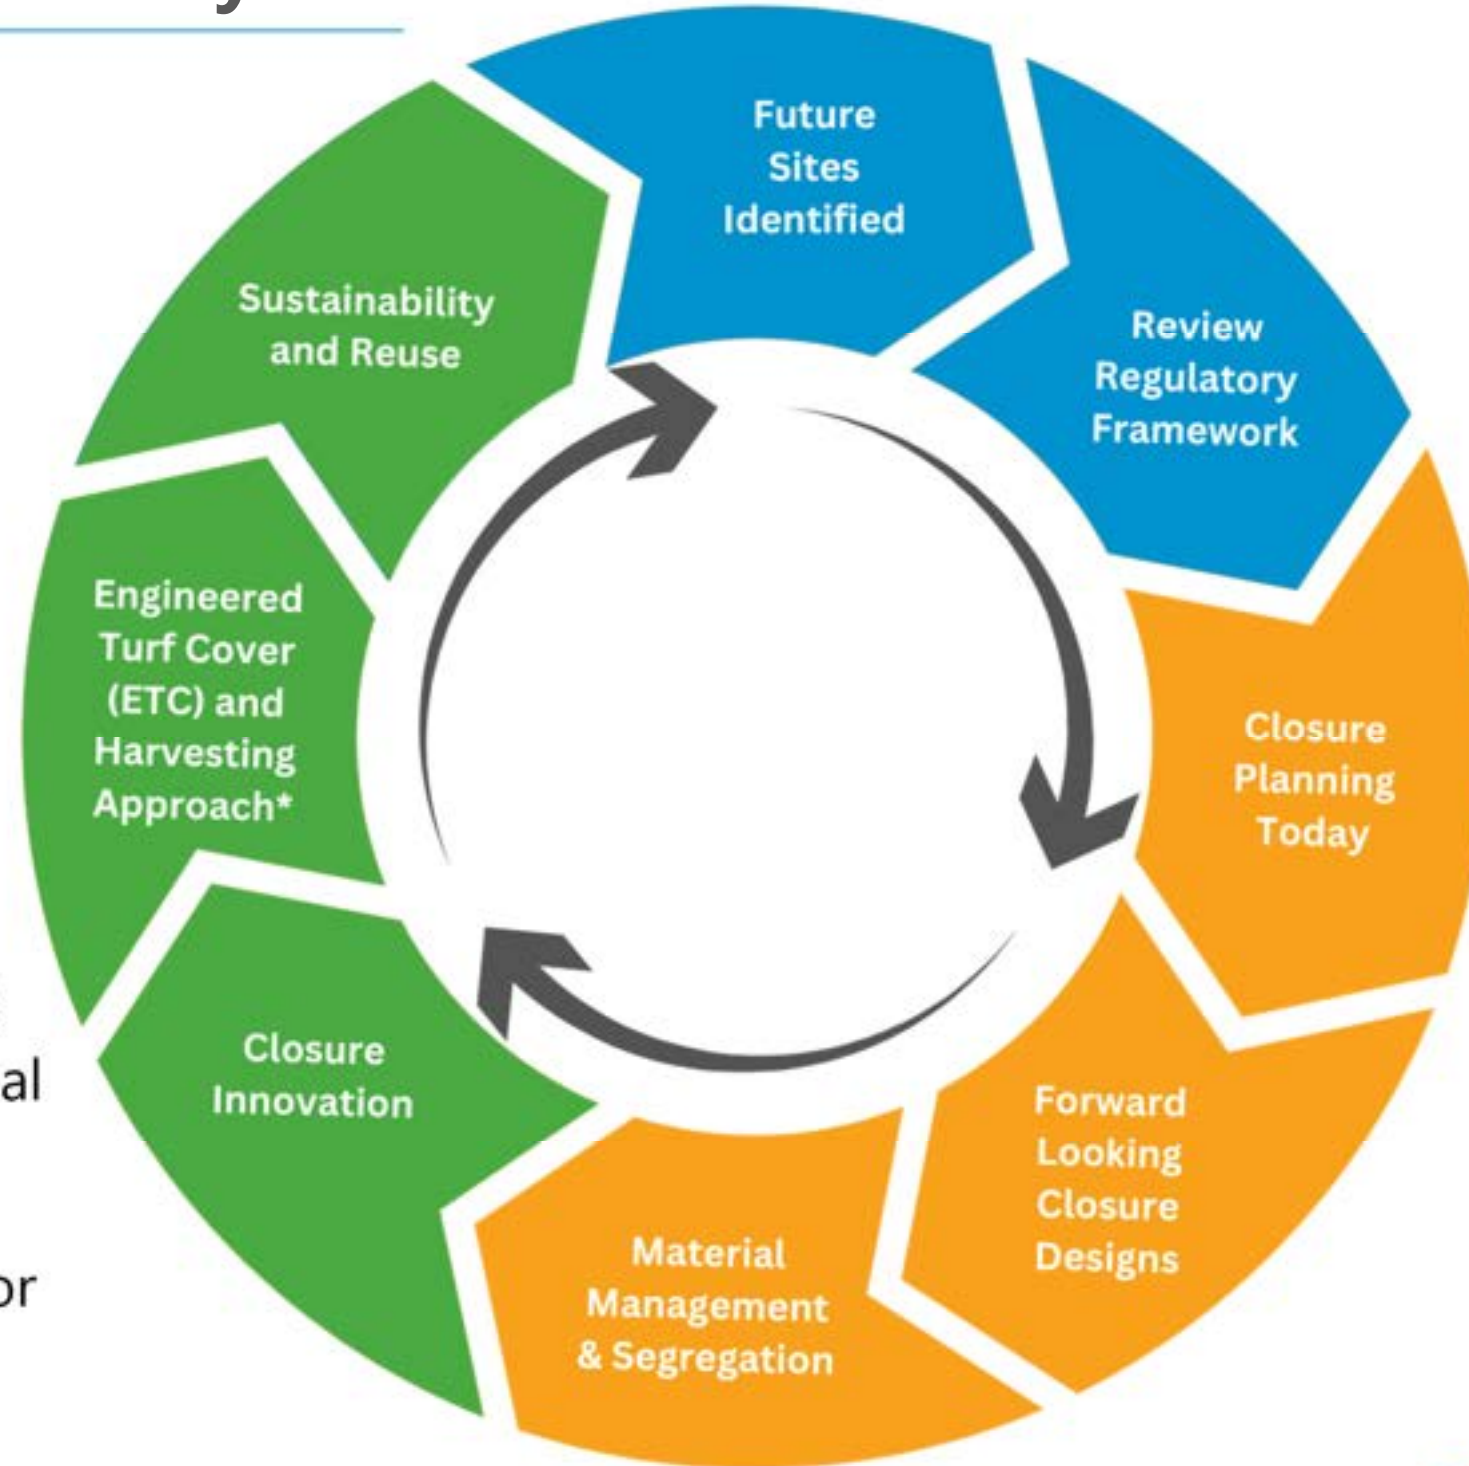 Future
Sites
Identified
Review
Regulatory
Framework
Closure
Planning
Today
Forward
Looking
Closure
Designs
Material
Management
& Segregation
Closure
Innovation
Engineered
Turf Cover
(ETC) and
Harvesting
Approach*
Sustainability
and Reuse
al
or